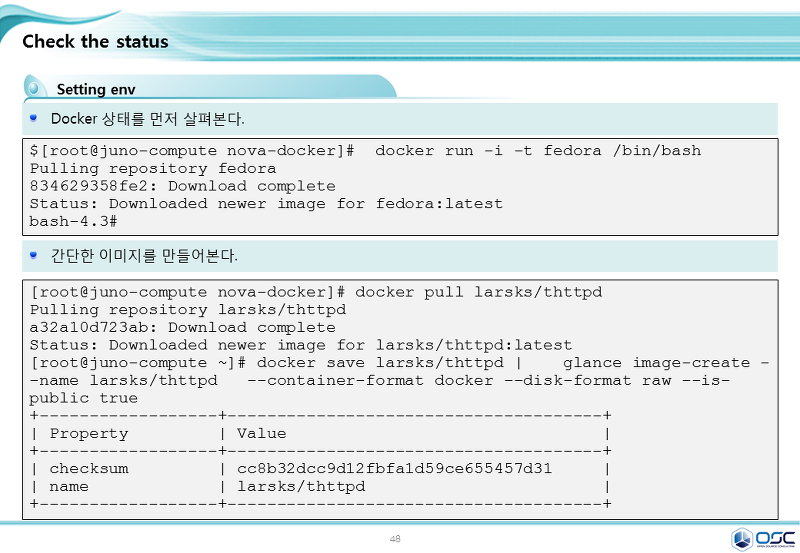 Check the status
Setting env
Docker 상태를 먼저 살펴본다.
$[root@juno-compute nova-docker]#  docker run -i -t fedora /bin/bash
Pulling repository fedora
834629358fe2: Download complete
Status: Downloaded newer image for fedora:latest
bash-4.3#
간단한 이미지를 만들어본다.
[root@juno-compute nova-docker]# docker pull larsks/thttpd
Pulling repository larsks/thttpd
a32a10d723ab: Download complete
Status: Downloaded newer image for larsks/thttpd:latest
[root@juno-compute ~]# docker save larsks/thttpd |    glance image-create -
-name larsks/thttpd   --container-format docker --disk-format raw --is-
public true
+------------------+--------------------------------------+
| Property         | Value                                |
+------------------+--------------------------------------+
| checksum         | cc8b32dcc9d12fbfa1d59ce655457d31     |
| name             | larsks/thttpd                        |
+------------------+--------------------------------------+
48
OSC